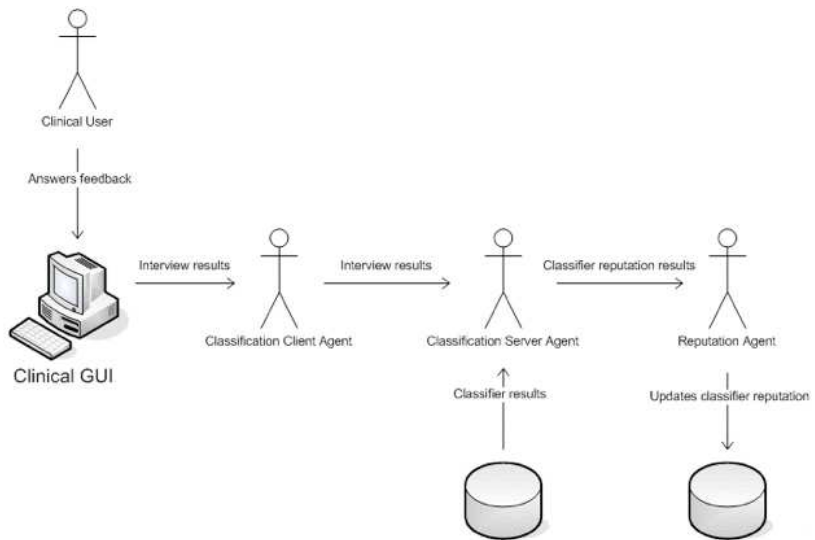 Clinical User
Answers feedback
Interview results
Interview results
Classifier reputation results
Clinical GUI
Classification Client Agent
Classification Server Agent
Reputation Agent
Classifier results
Updates classifier reputation